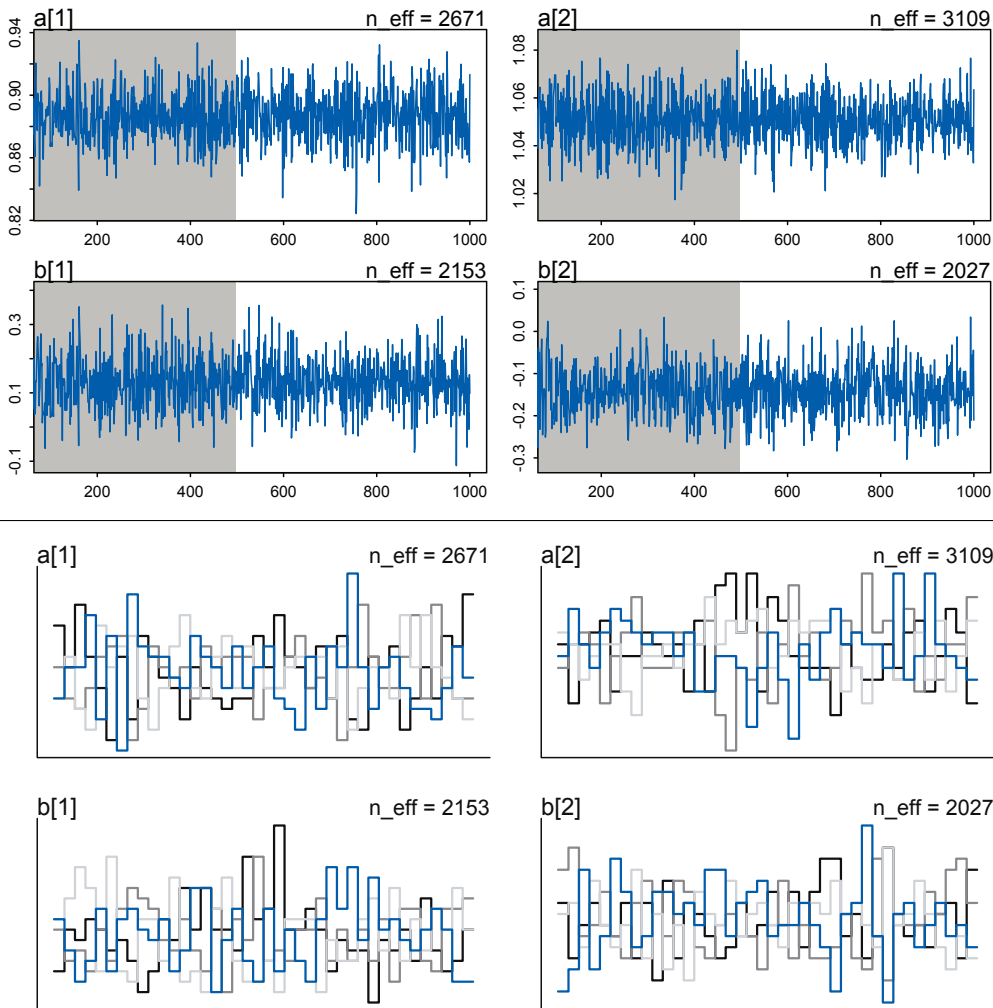 a[1] n_eff = 2671
0.94
0.90
0.86
0.82
200 400 600 800 1000
a[2] n_eff = 3109
1.08
1.06
1.04
1.02
200 400 600 800 1000
b[1] n_eff = 2153
0.3
0.1
-0.1
200 400 600 800 1000
b[2] n_eff = 2027
0.1
0.0
-0.1
-0.2
-0.3
200 400 600 800 1000
a[1] n_eff = 2671
a[2] n_eff = 3109
b[1] n_eff = 2153
b[2] n_eff = 2027